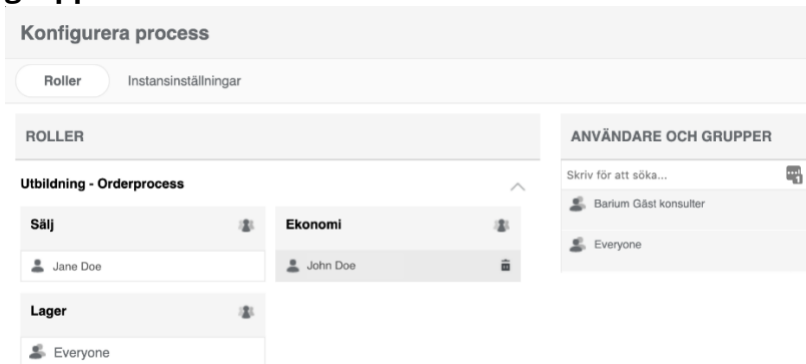 Konfigurera process
Roller
Instansinställningar
ROLLER
Utbildning - Orderprocess
Sälj
Jane Doe
Ekonomi
John Doe
Lager
Everyone
ANVÄNDARE OCH GRUPPER
Skriv för att söka...
Barium Gäst konsulter
Everyone